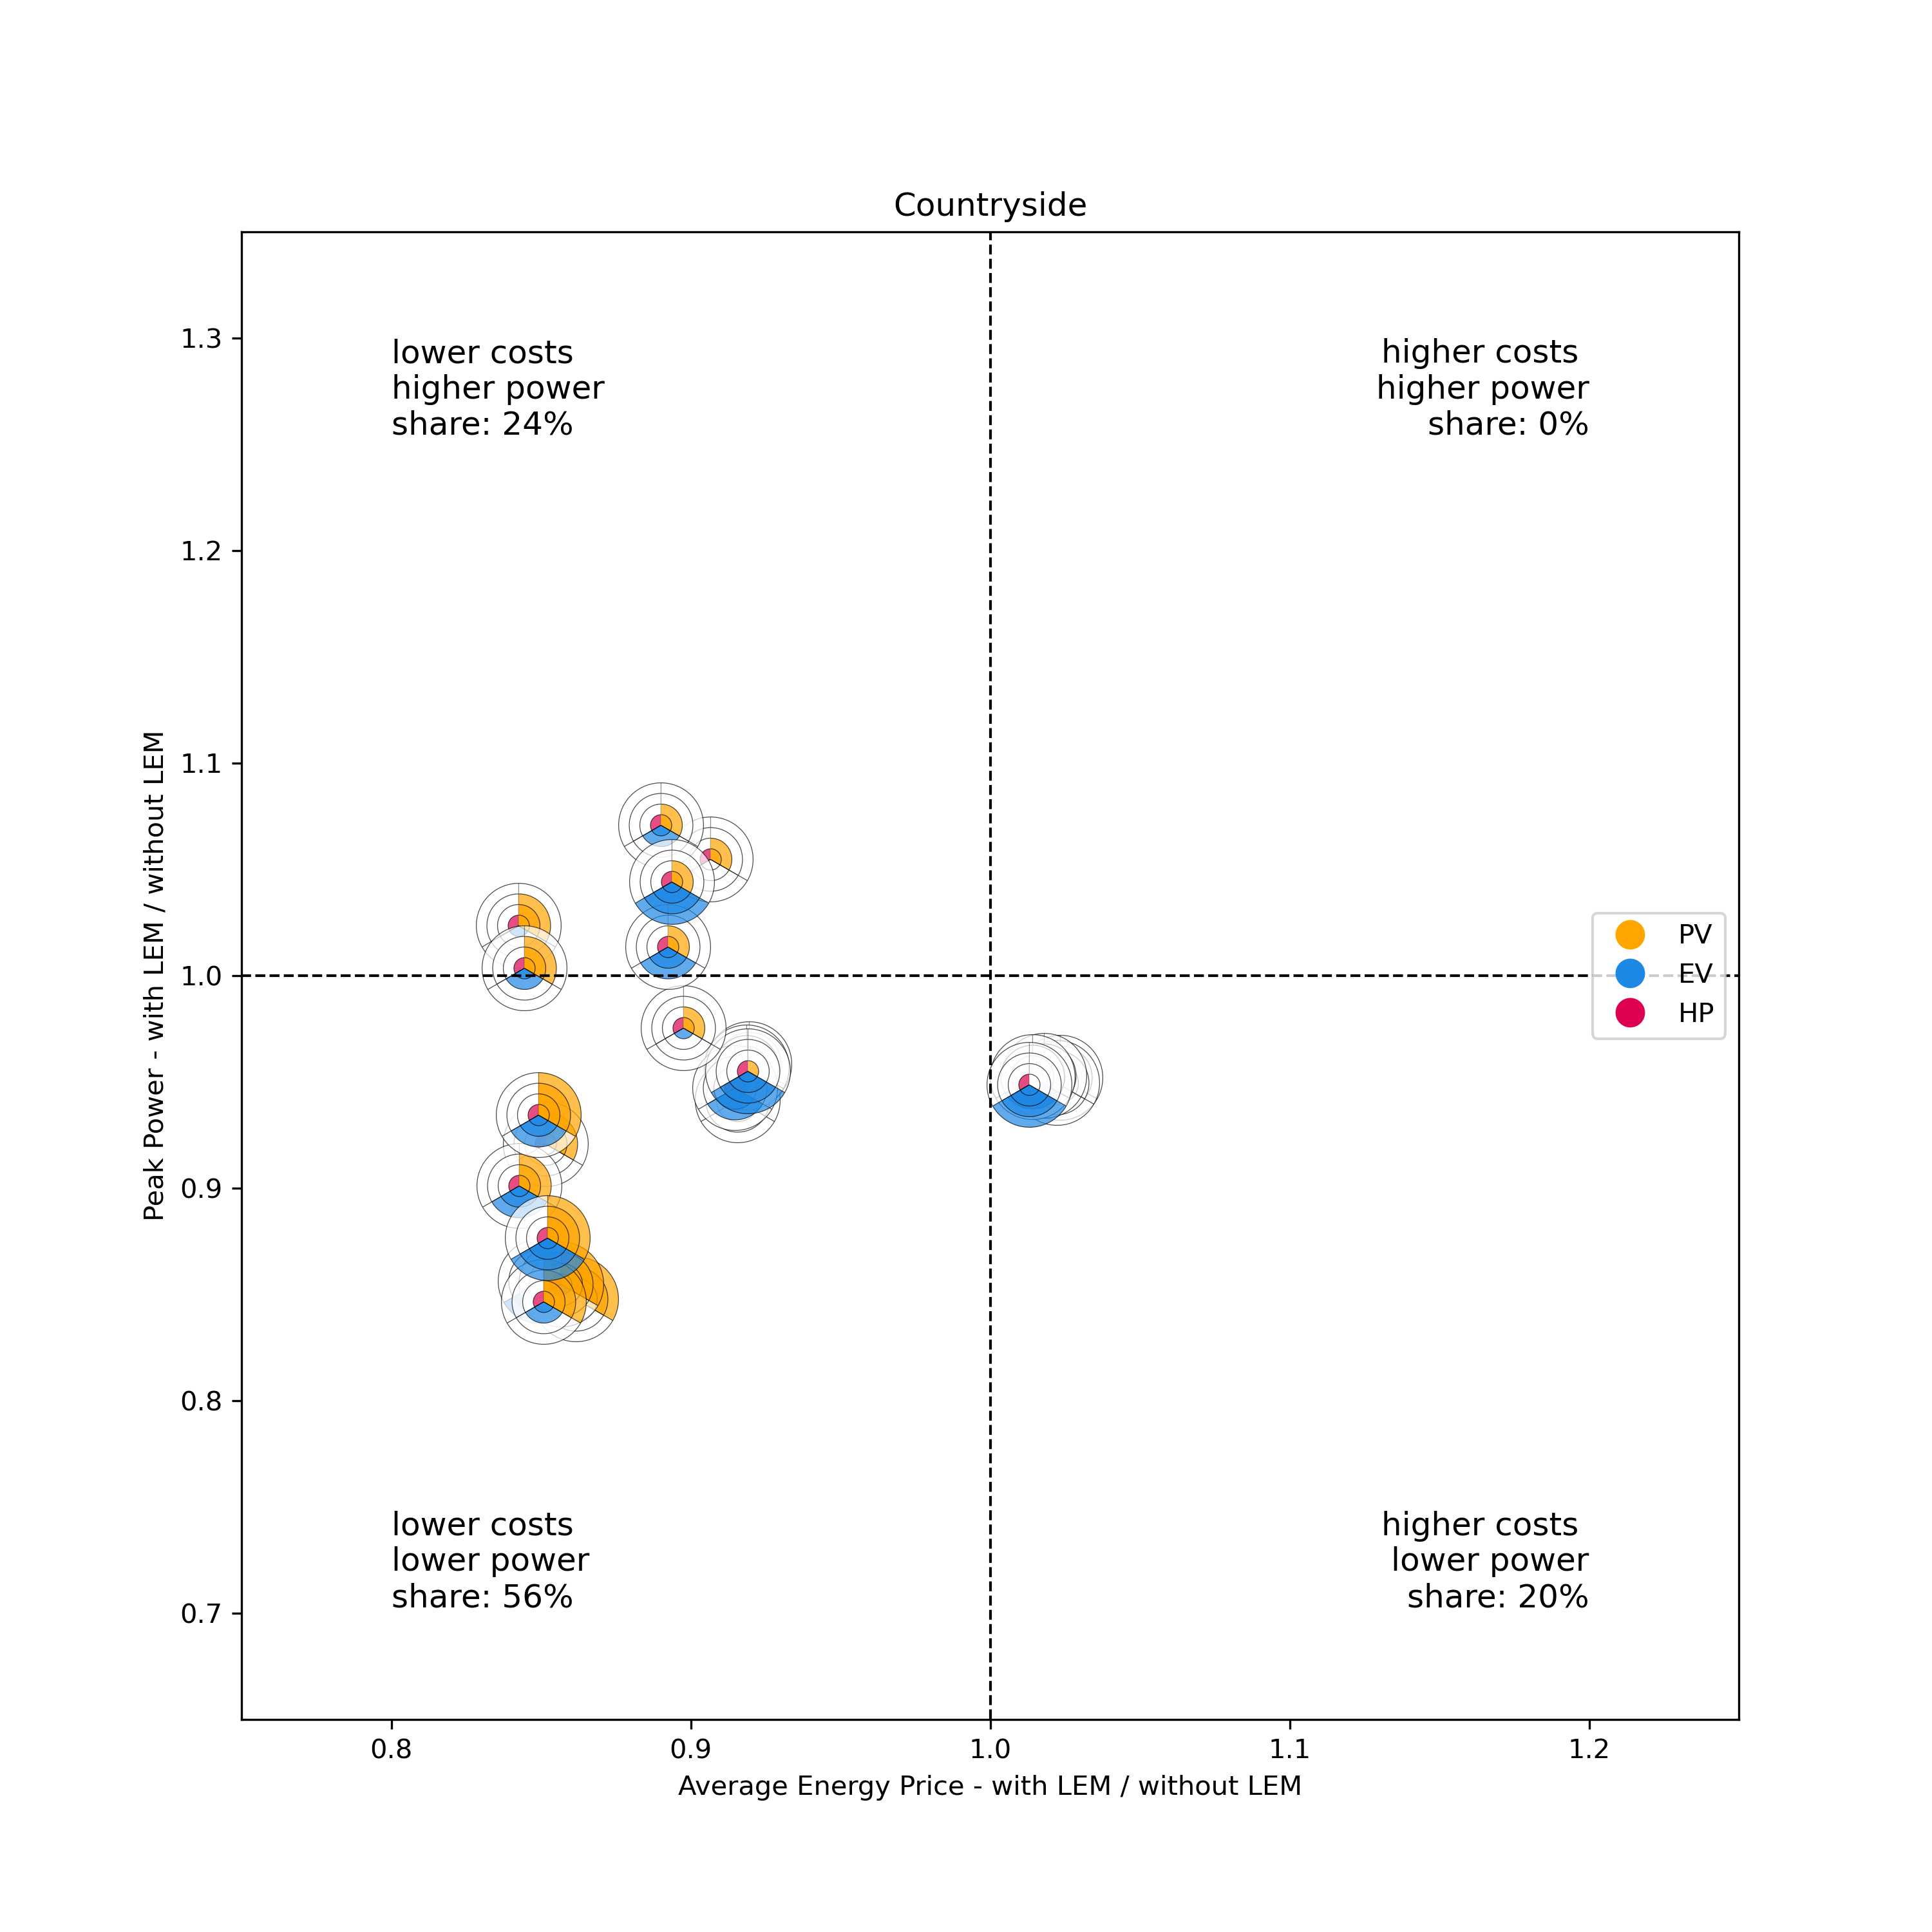 Countryside
lower costs
higher power
share: 24%
higher costs
higher power
share: 0%
1.3
1.2
1.1
1.0
0.9
0.8
0.7
Peak Power - with LEM / without LEM
PV
EV
HP
lower costs
lower power
share: 56%
higher costs
lower power
share: 20%
0.8
0.9
1.0
1.1
1.2
Average Energy Price - with LEM / without LEM